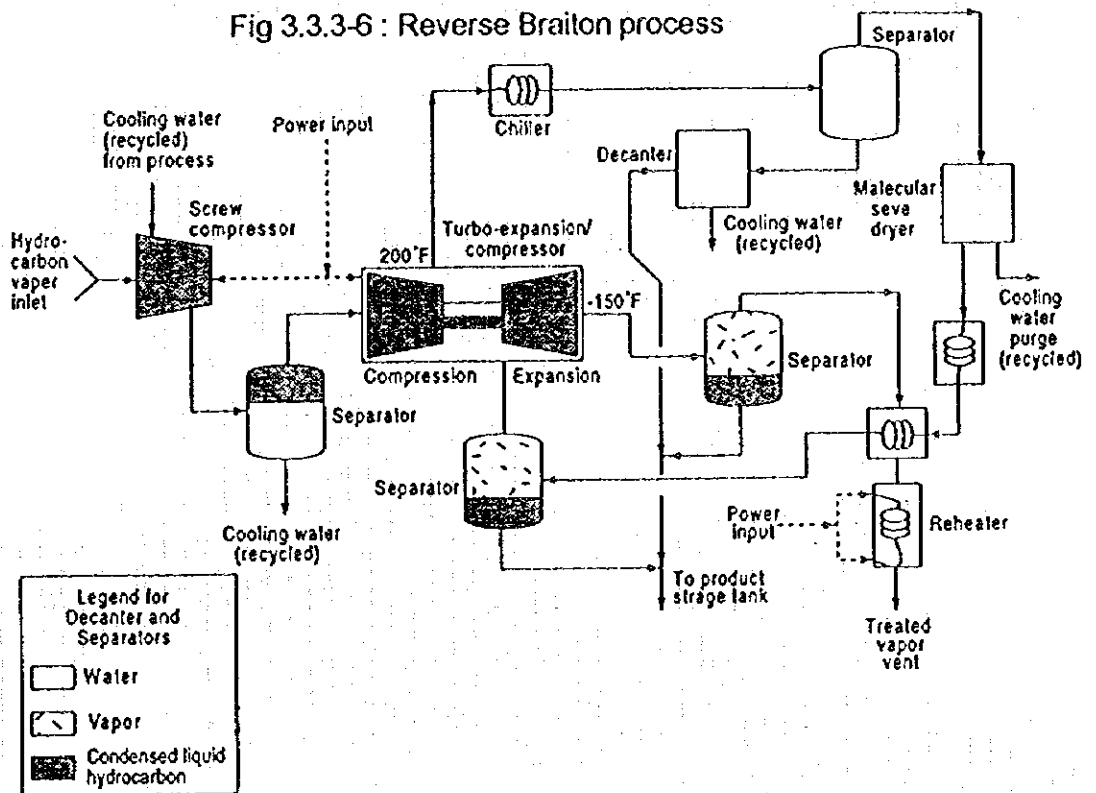 Fig 3.3.3-6 : Reverse Braiton process
Separator
Cooling water
(recycled)
from process
Power input
Chiller
Decanter
Screw
compressor
Turbo-expansion/
compressor
Malecular
seve
dryer
Hydro-
carbon
vaper
inlet
200°F
Cooling water
(recycled)
-150°F
Cooling
water
purge
(recycled)
Separator
Compression
Expansion
Separator
Separator
Cooling water
(recycled)
Power
input
Reheater
To product
strage tank
Treated
vapor
vent
Legend for
Decanter and
Separators
Water
Vapor
Condensed liquid
hydrocarbon